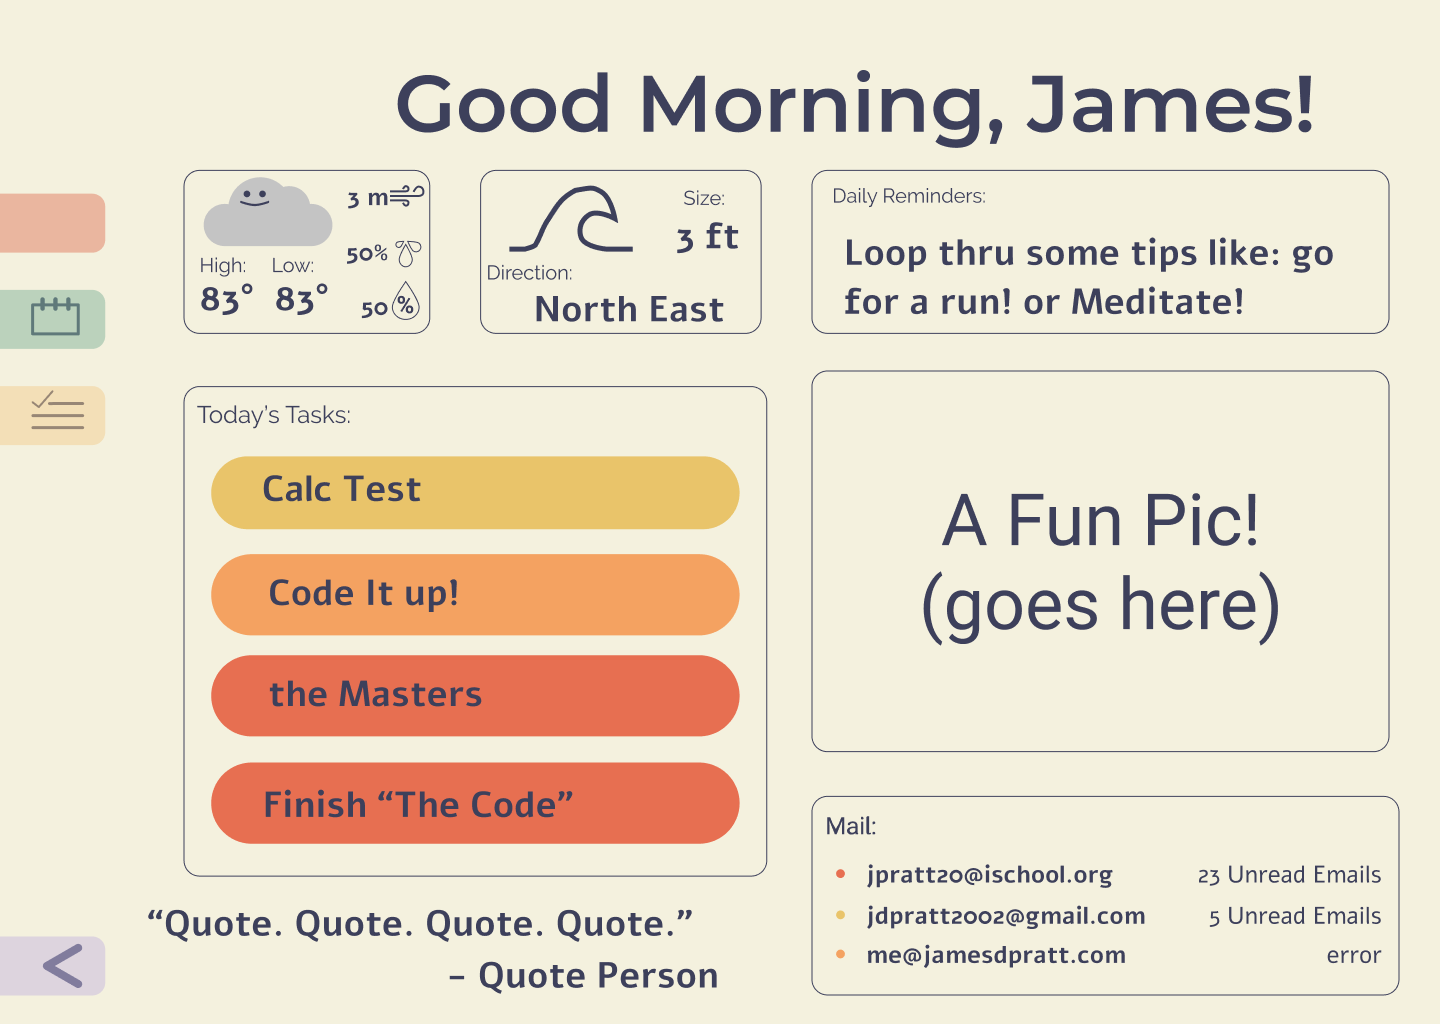 Good Morning, James!
3 m
50%
High: Low:
83° 83°
50 %
Size:
3 ft
Direction:
North East
Daily Reminders:
Loop thru some tips like: go
for a run! or Meditate!
Today's Tasks:
Calc Test
Code It up!
the Masters
Finish “The Code”
“Quote. Quote. Quote. Quote.”
– Quote Person
A Fun Pic!
(goes here)
Mail:
jpratt20@ischool.org 23 Unread Emails
jdpratt2002@gmail.com 5 Unread Emails
me@jamesdpratt.com error